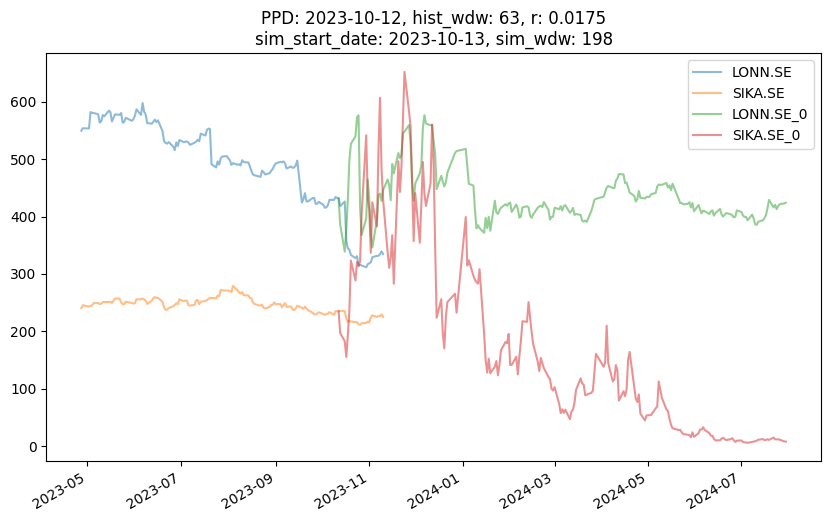 PPD: 2023-10-12, hist_wdw: 63, r: 0.0175
sim_start_date: 2023-10-13, sim_wdw: 198
LONN.SE
SIKA.SE
LONN.SE_0
SIKA.SE_0
600
500
400
300
200
100
0
2023-05
2023-07
2023-09
2023-11
2024-01
2024-03
2024-05
2024-07